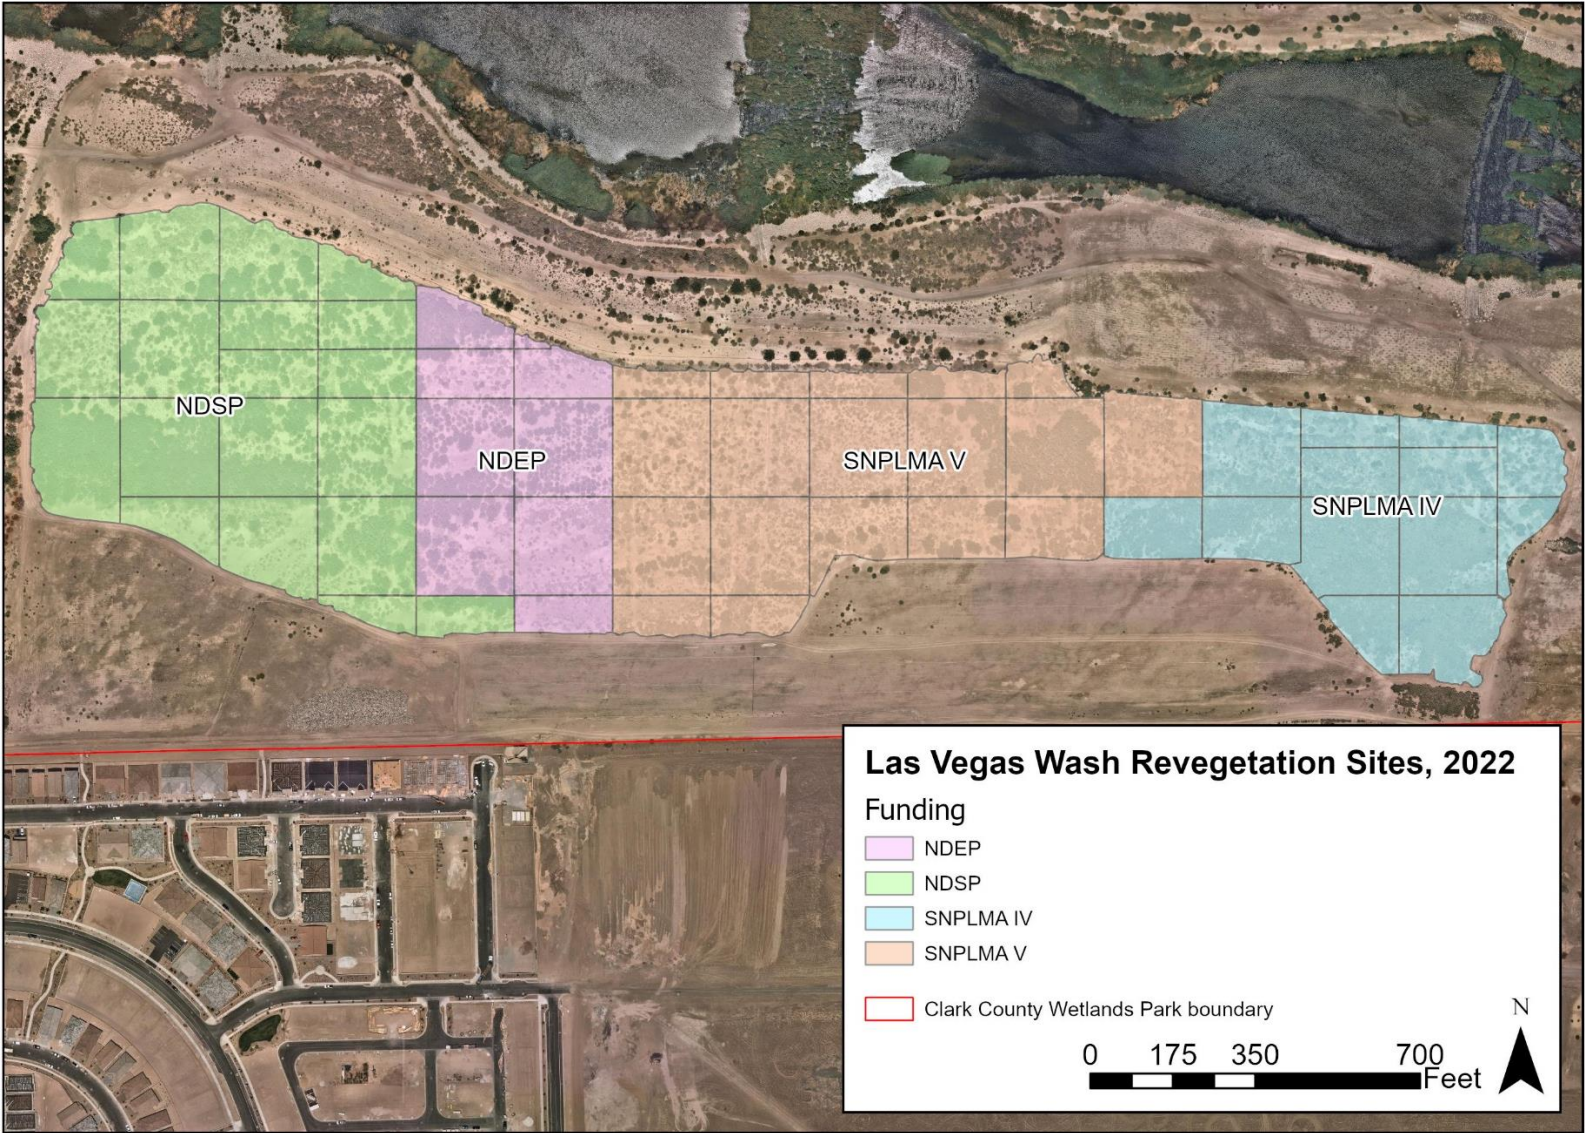 NDSP
NDEP
SNPLMA V
SNPLMA IV
Las Vegas Wash Revegetation Sites, 2022
Funding
NDEP
NDSP
SNPLMA IV
SNPLMA V
Clark County Wetlands Park boundary
N
0 175 350 700
Feet